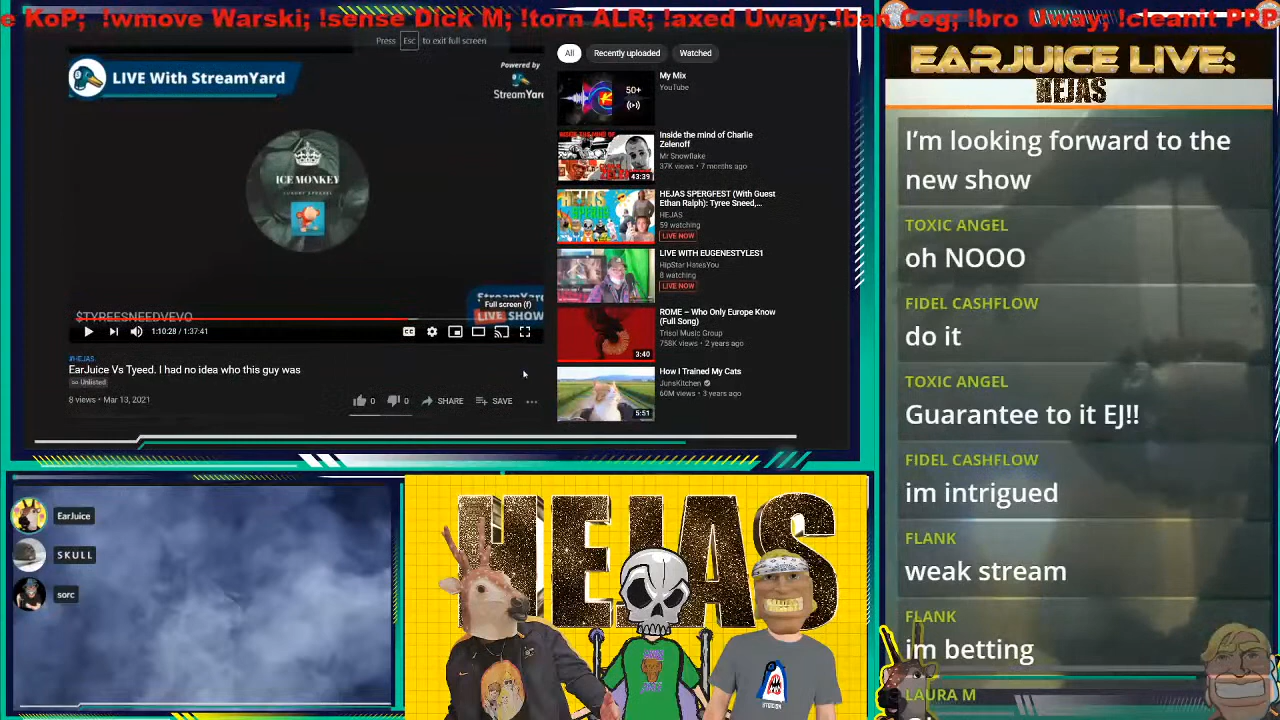 e KoP; !wmove Warski; !sense Dick M; !torn ALR; !axed Uway; !ban Cog; !bro Uway; !cleanit PPP
Press Esc to exit full screen
LIVE With StreamYard
Powered by
StreamYard
ICE MONKEY
LUXURY APPAREL
$TYREESNEEDVEVO
Full screen (f)
LIVE SHOW
1:10:28 / 1:37:41
#HEJAS
EarJuice Vs Tyeed. I had no idea who this guy was
Unlisted
8 views • Mar 13, 2021
0
0
SHARE
SAVE
All
Recently uploaded
Watched
50+
My Mix
YouTube
43:39
Inside the mind of Charlie
Zelenoff
Mr Snowflake
37K views • 7 months ago
HEJAS SPERGFEST (With Guest
Ethan Ralph): Tyree Sneed,...
HEJAS
59 watching
LIVE NOW
LIVE WITH EUGENESTYLES1
HipStar HatesYou
8 watching
LIVE NOW
3:40
ROME – Who Only Europe Know
(Full Song)
Trisol Music Group
758K views • 2 years ago
5:51
How I Trained My Cats
JunsKitchen
60M views • 3 years ago
EarJuice
SKULL
sorc
HEJAS
EARJUICE LIVE:
HEJAS
I’m looking forward to the
new show
TOXIC ANGEL
oh NOOO
FIDEL CASHFLOW
do it
TOXIC ANGEL
Guarantee to it EJ!!
FIDEL CASHFLOW
im intrigued
FLANK
weak stream
FLANK
im betting
LAURA M